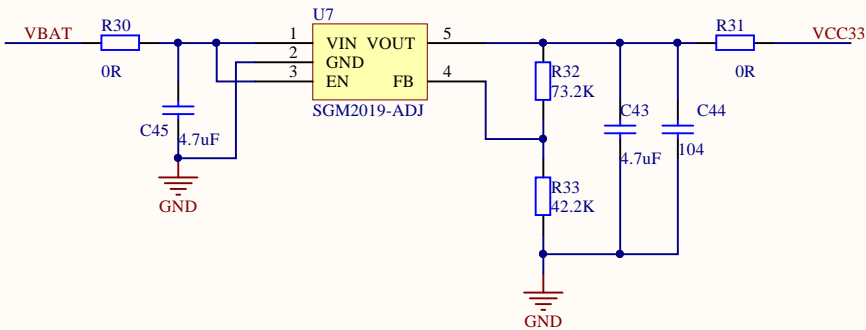 U7
VBAT
R30
0R
1
2
3
VIN VOUT
GND
EN FB
5
4
SGM2019-ADJ
C45
4.7uF
GND
R32
73.2K
R33
42.2K
C43
4.7uF
C44
104
R31
0R
VCC33
GND